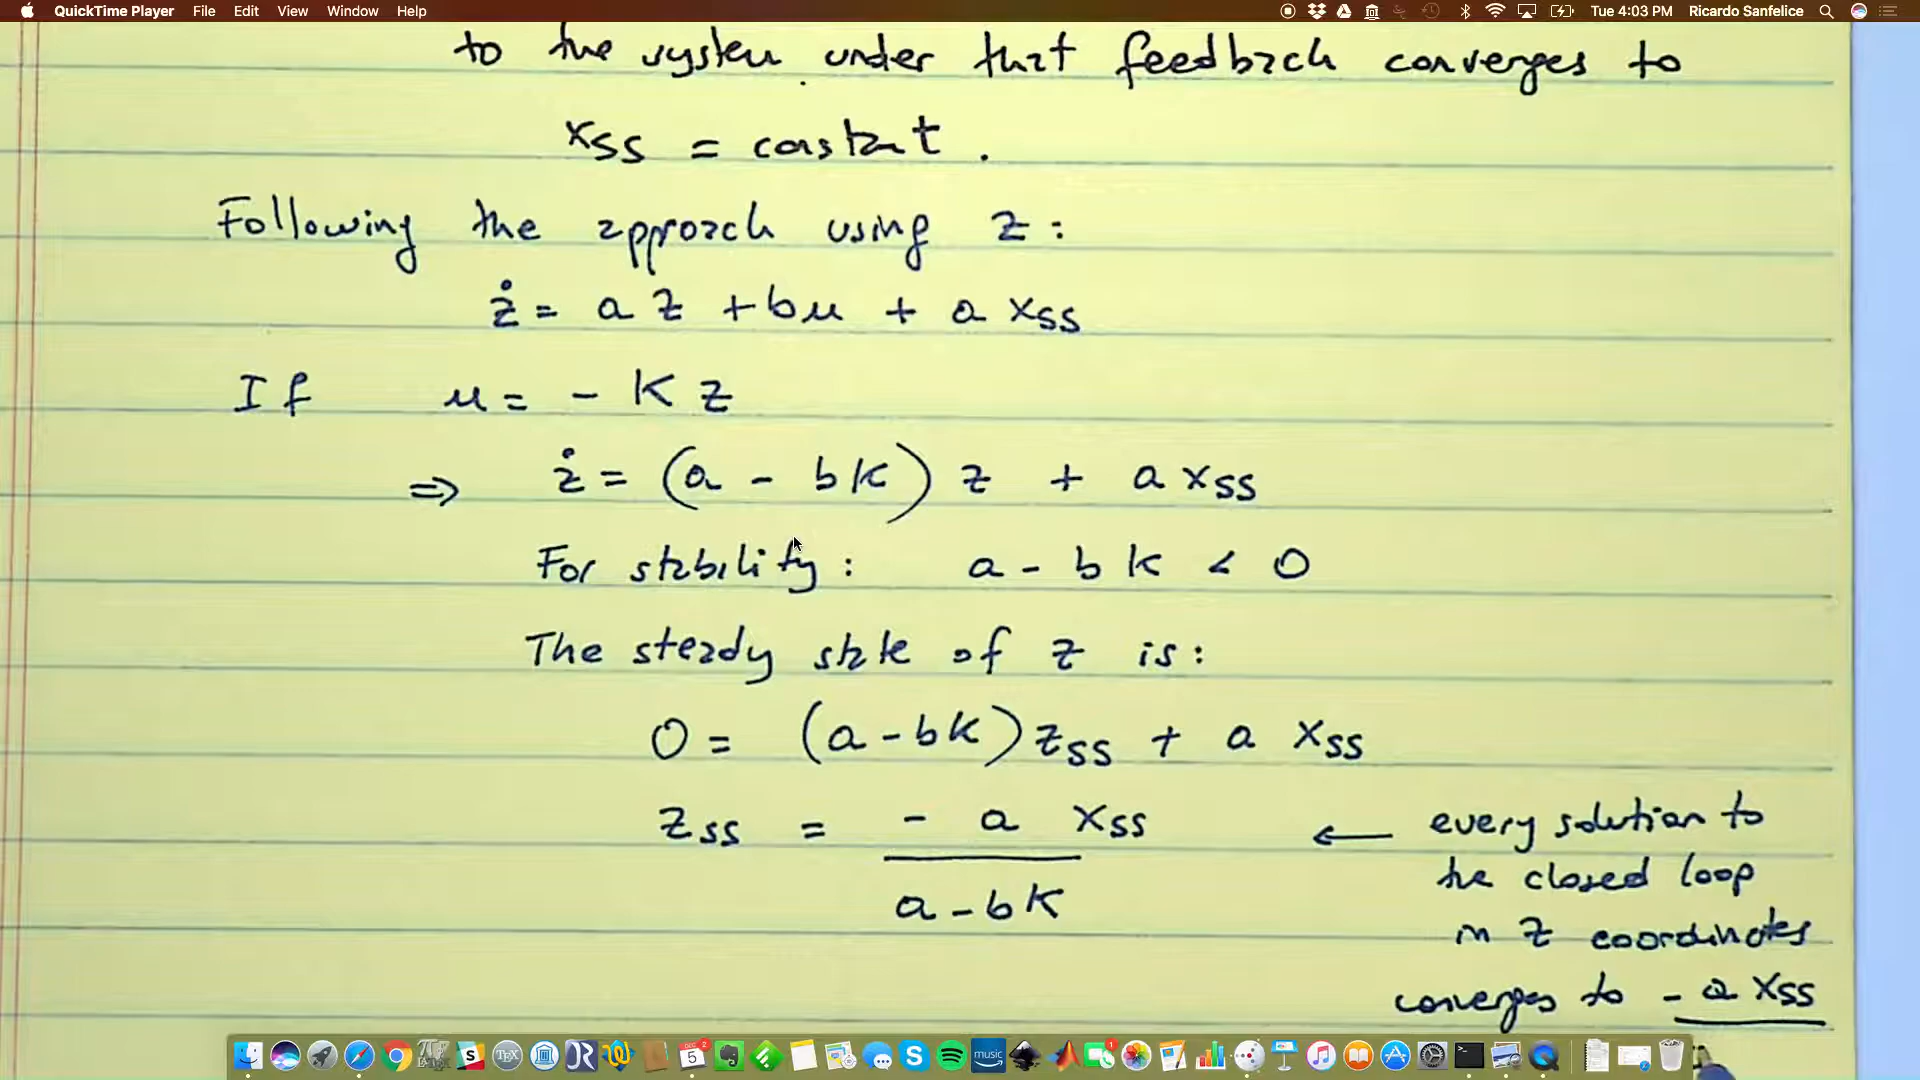 QuickTime Player File Edit View Window Help Tue 4:03 PM Ricardo Sanfelice
to the system under that feedback converges to
xss = constant.
Following the approach using z:
ż = a z + bu + a xss
If u = - K z
⇒ ż = (a - bK) z + a xss
For stability: a - b K < 0
The steady state of z is:
0 = (a - bK) zss + a xss
zss = - a xss
a - bK
← every solution to
the closed loop
in z coordinates
converges to - a xss